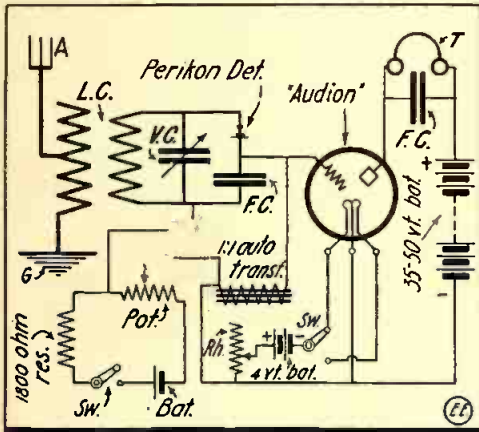 A
L.C.
Perikon Det.
"Audion"
T
V.C.
F.C.
F.C.
+
35-50 vt. bat.
G
1:1 auto
transf.
Pot.
1800 ohm
res.
Rh.
+ -
Sw.
4 vt. bat.
Sw.
Bat.
EE